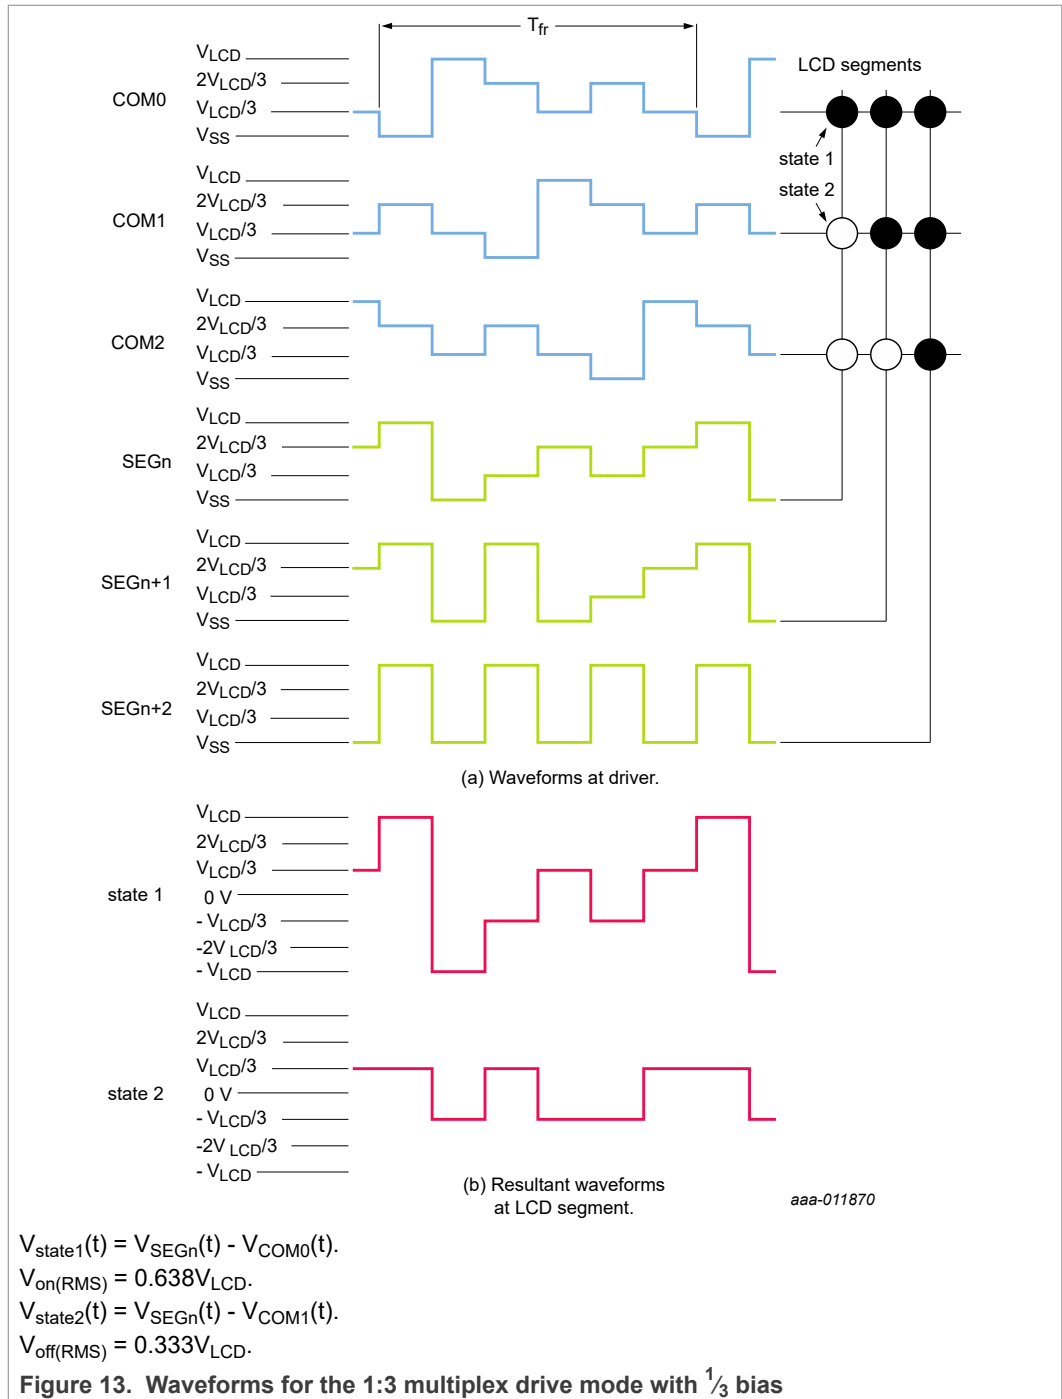 Tfr
VLCD
2VLCD/3
COM0
VLCD/3
VSS
LCD segments
state 1
state 2
VLCD
2VLCD/3
COM1
VLCD/3
VSS
VLCD
2VLCD/3
COM2
VLCD/3
VSS
VLCD
2VLCD/3
SEGn
VLCD/3
VSS
VLCD
2VLCD/3
SEGn+1
VLCD/3
VSS
VLCD
2VLCD/3
SEGn+2
VLCD/3
VSS
(a) Waveforms at driver.
VLCD
2VLCD/3
VLCD/3
state 1
0 V
- VLCD/3
-2V LCD/3
- VLCD
VLCD
2VLCD/3
VLCD/3
state 2
0 V
- VLCD/3
-2V LCD/3
- VLCD
(b) Resultant waveforms
at LCD segment.
aaa-011870
Vstate1(t) = VSEGn(t) - VCOM0(t).
Von(RMS) = 0.638VLCD.
Vstate2(t) = VSEGn(t) - VCOM1(t).
Voff(RMS) = 0.333VLCD.
Figure 13. Waveforms for the 1:3 multiplex drive mode with 1/3 bias